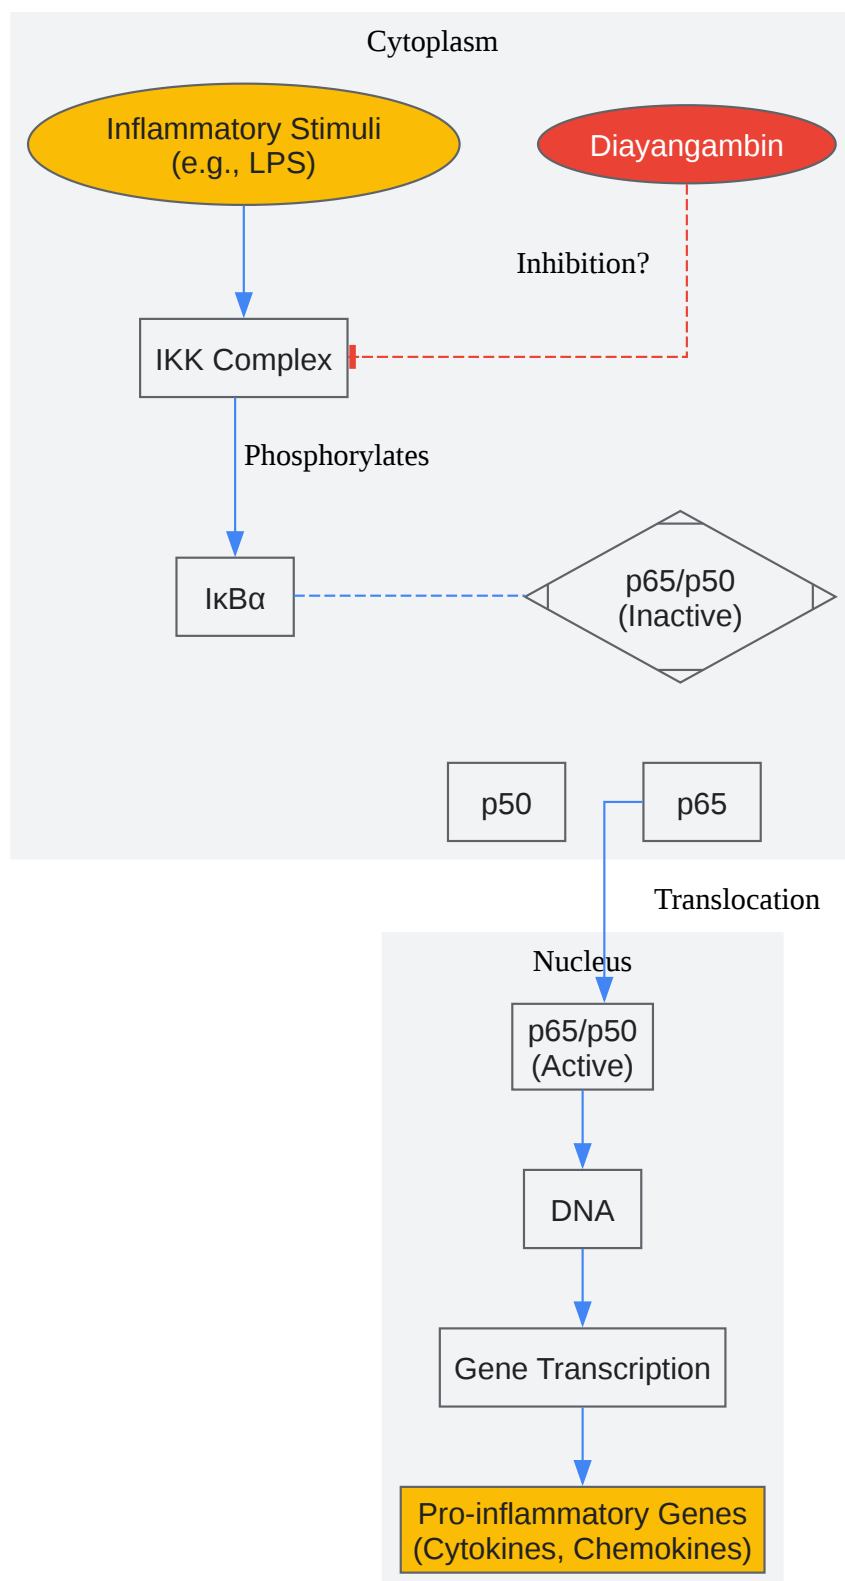 Cytoplasm
Inflammatory Stimuli
(e.g., LPS)
Diayangambin
Inhibition?
IKK Complex
Phosphorylates
IκBα
p65/p50
(Inactive)
p50
p65
Translocation
Nucleus
p65/p50
(Active)
DNA
Gene Transcription
Pro-inflammatory Genes
(Cytokines, Chemokines)